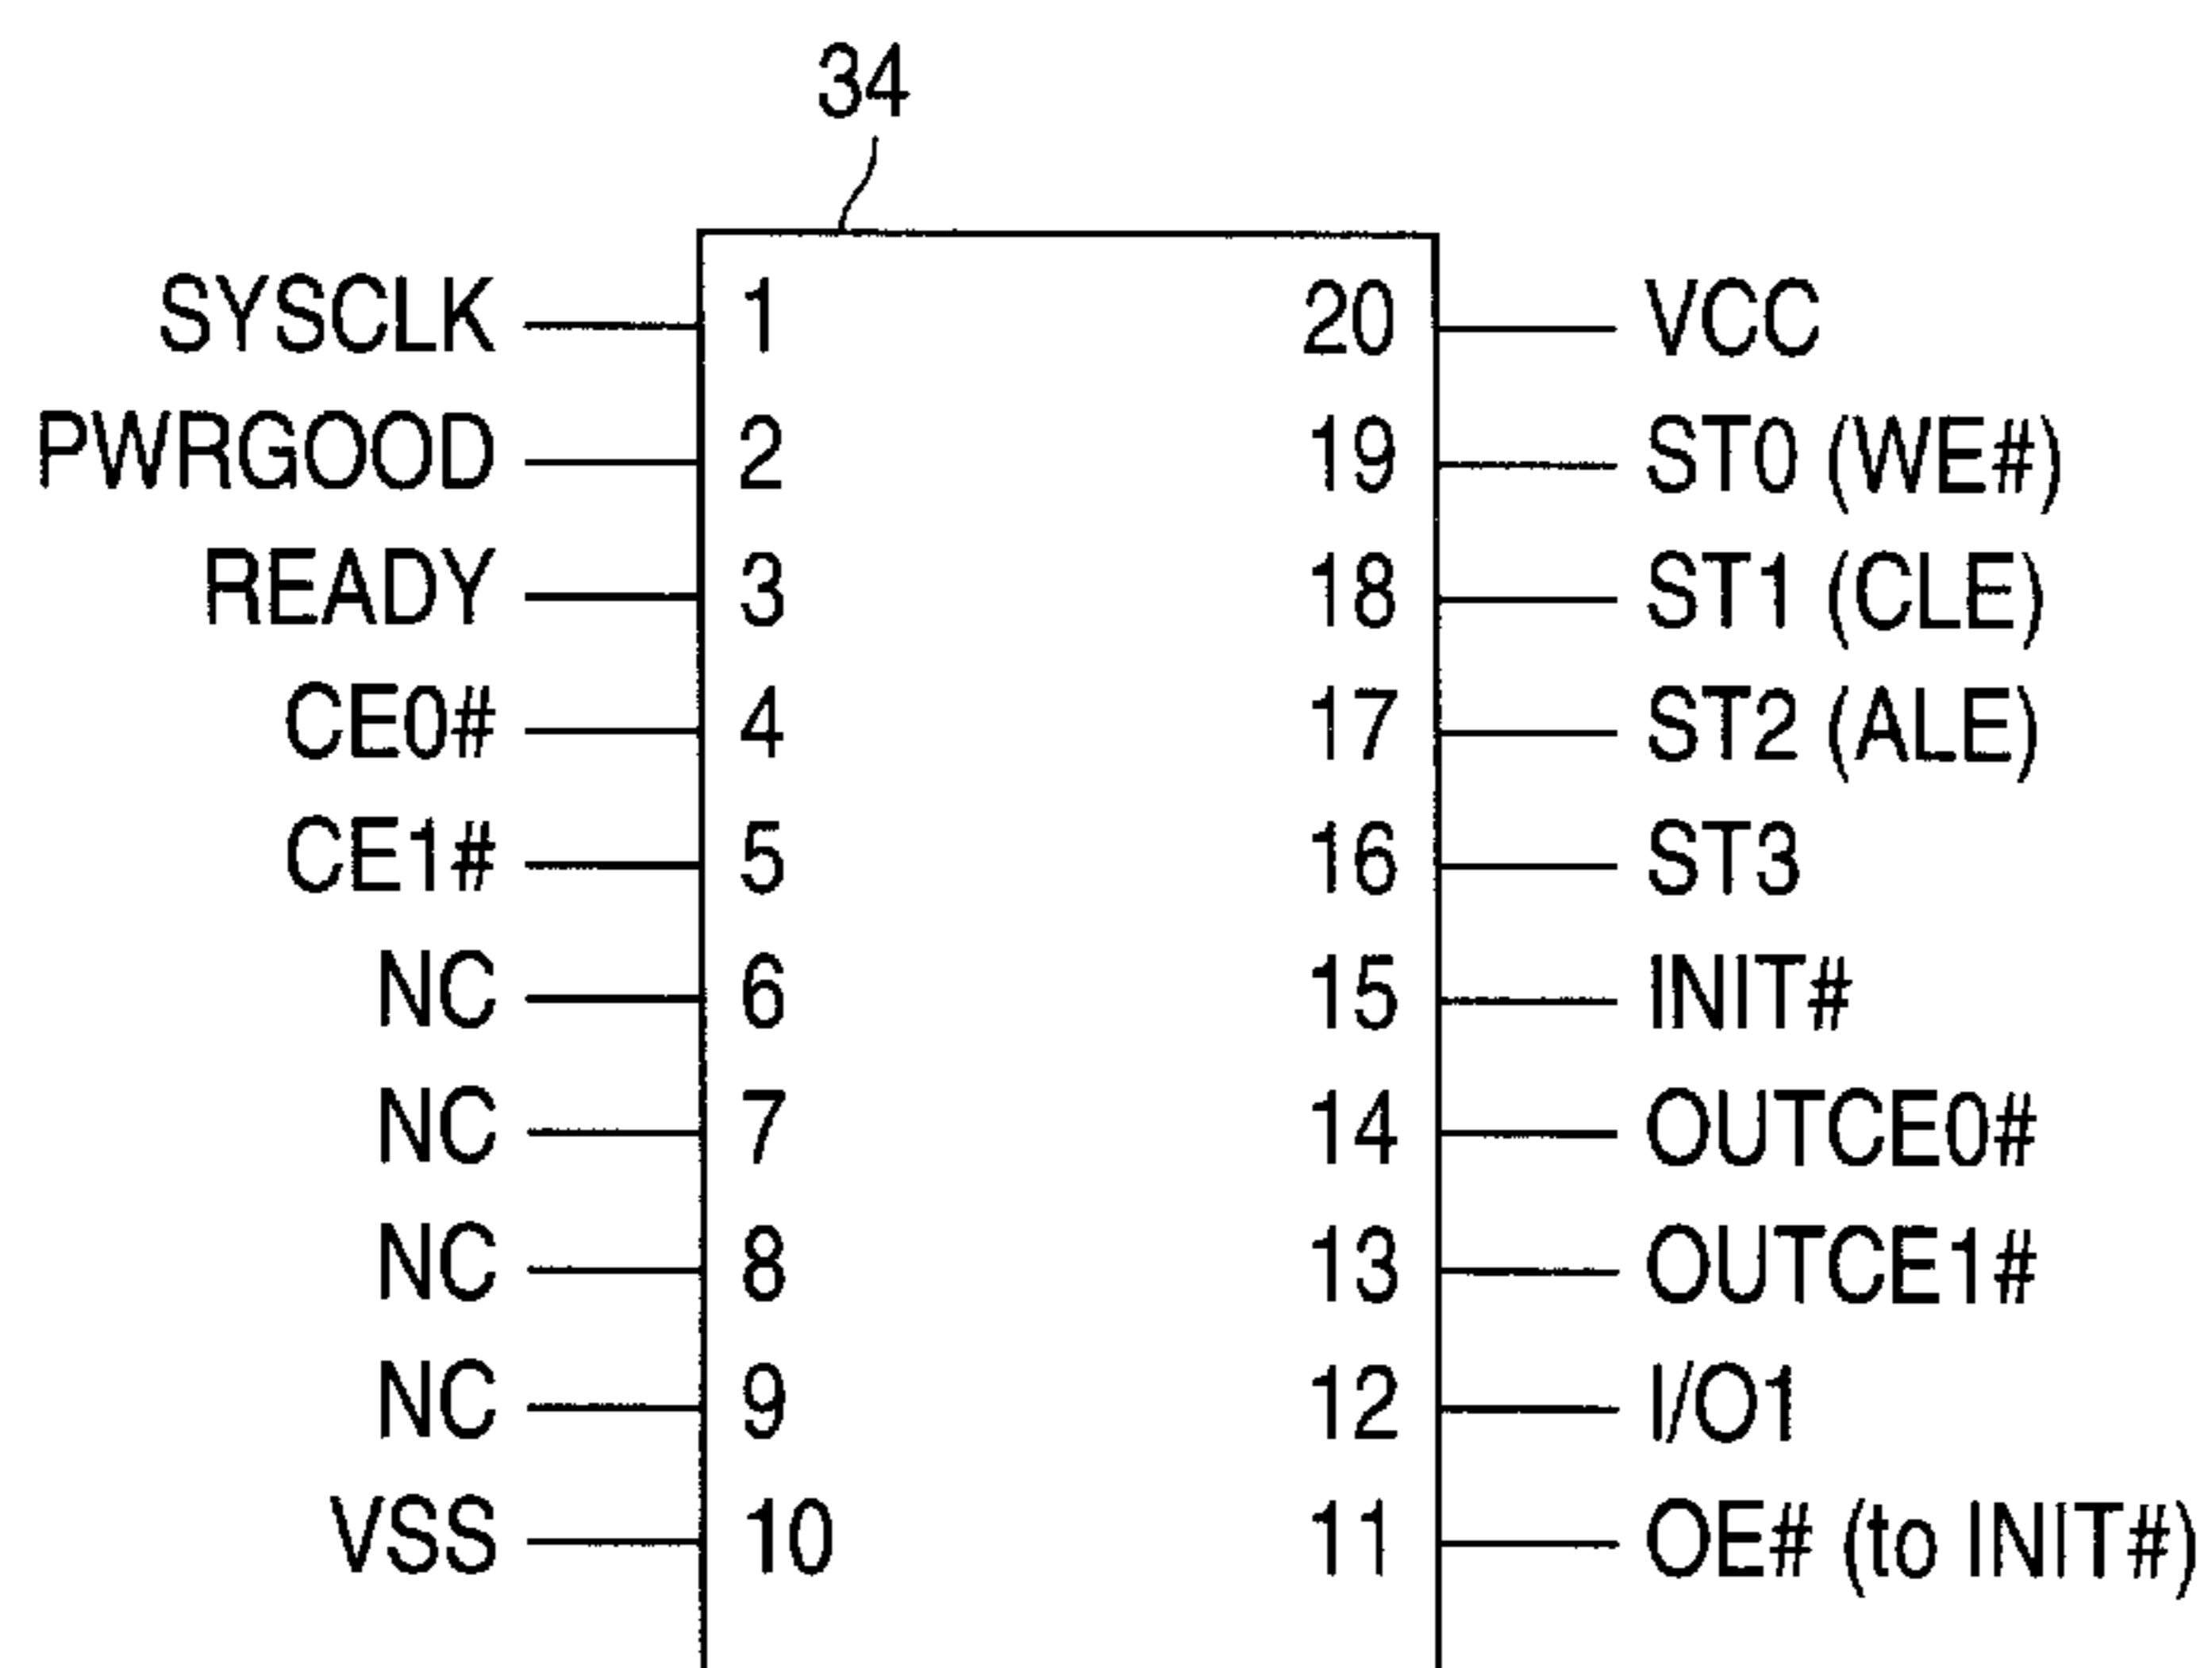 34
SYSCLK 1 20 VCC
PWRGOOD 2 19 ST0 (WE#)
READY 3 18 ST1 (CLE)
CE0# 4 17 ST2 (ALE)
CE1# 5 16 ST3
NC 6 15 INIT#
NC 7 14 OUTCE0#
NC 8 13 OUTCE1#
NC 9 12 I/O1
VSS 10 11 OE# (to INIT#)